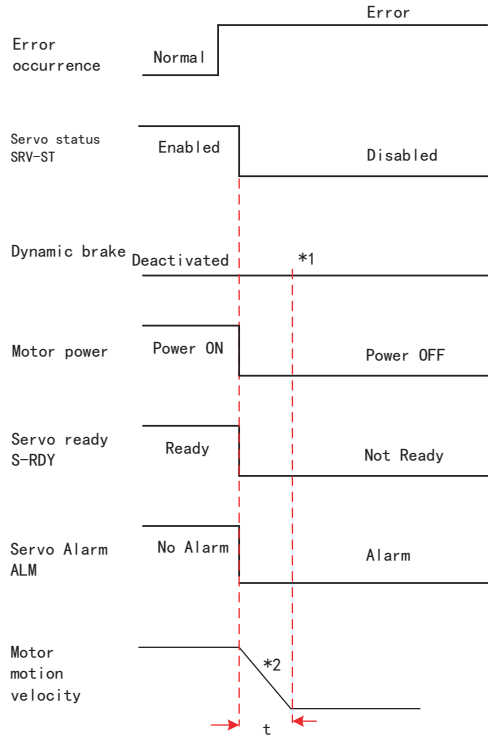 Error
Error
occurrence
Normal
Servo status
SRV-ST
Enabled
Disabled
Dynamic brake
Deactivated
*1
Motor power
Power ON
Power OFF
Servo ready
S-RDY
Ready
Not Ready
Servo Alarm
ALM
No Alarm
Alarm
Motor
motion
velocity
*2
t